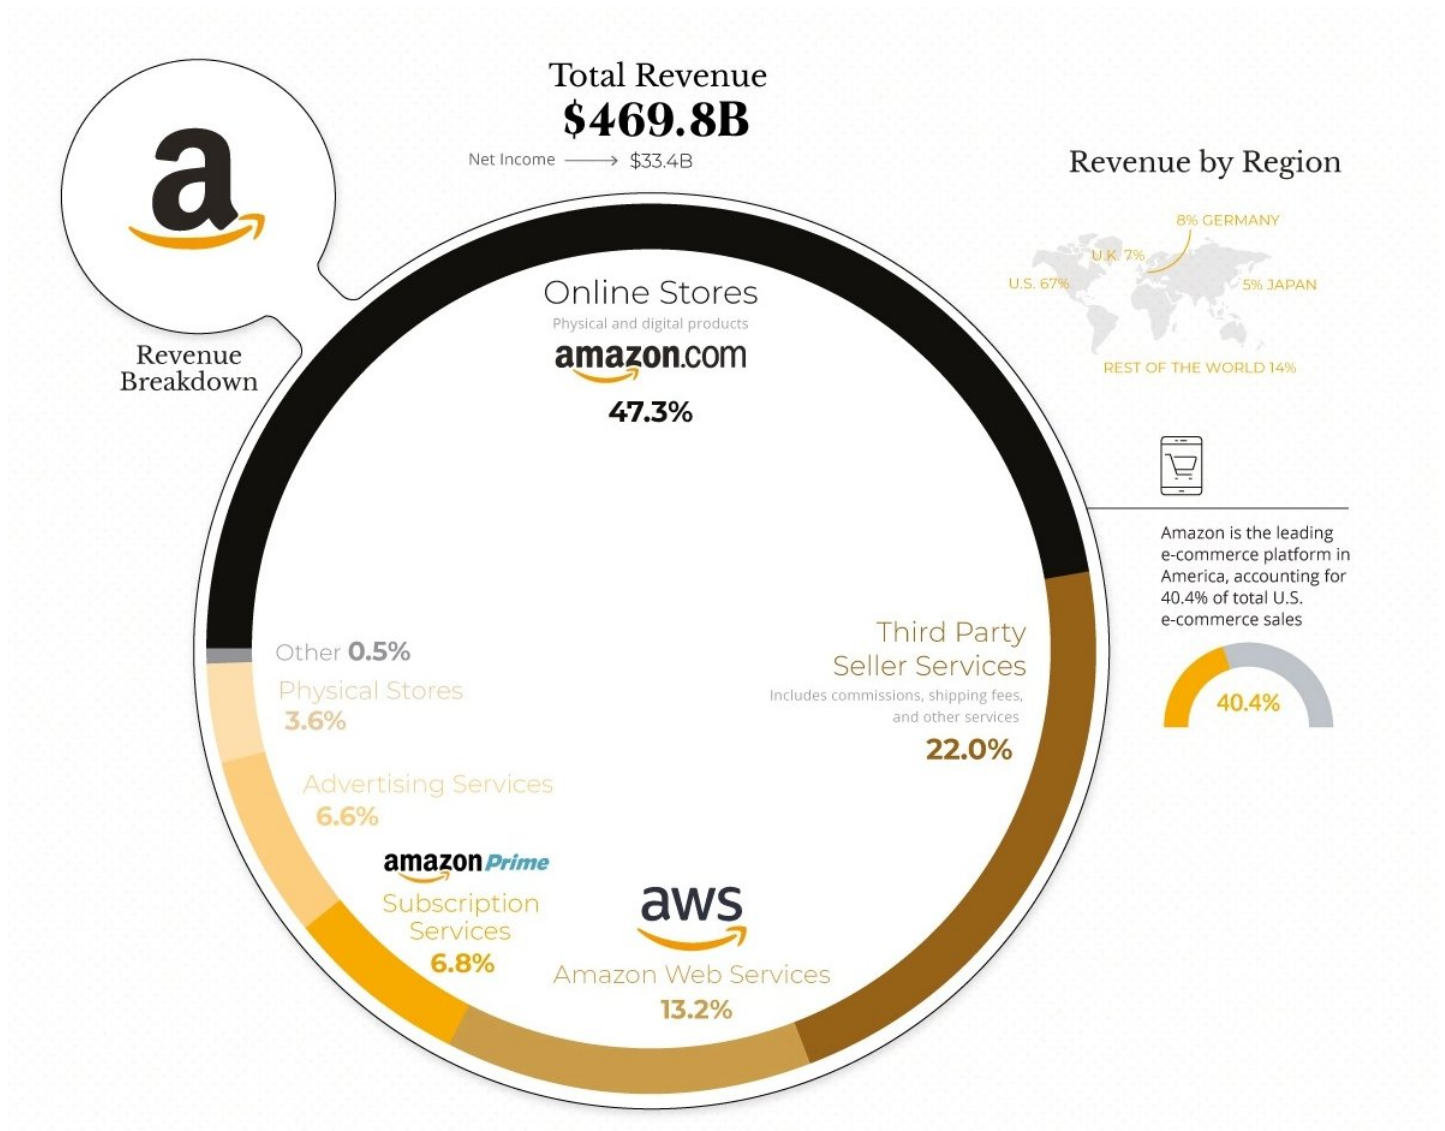 Total Revenue
$469.8B
Net Income
$33.4B
a
Revenue
Breakdown
Revenue by Region
8% GERMANY
U.K. 7%
U.S. 67%
5% JAPAN
REST OF THE WORLD 14%
Online Stores
Physical and digital products
amazon.com
47.3%
Amazon is the leading
e-commerce platform in
America, accounting for
40.4% of total U.S.
e-commerce sales
40.4%
Third Party
Seller Services
Includes commissions, shipping fees,
and other services
22.0%
Other 0.5%
Physical Stores
3.6%
Advertising Services
6.6%
amazon Prime
Subscription
Services
6.8%
aws
Amazon Web Services
13.2%